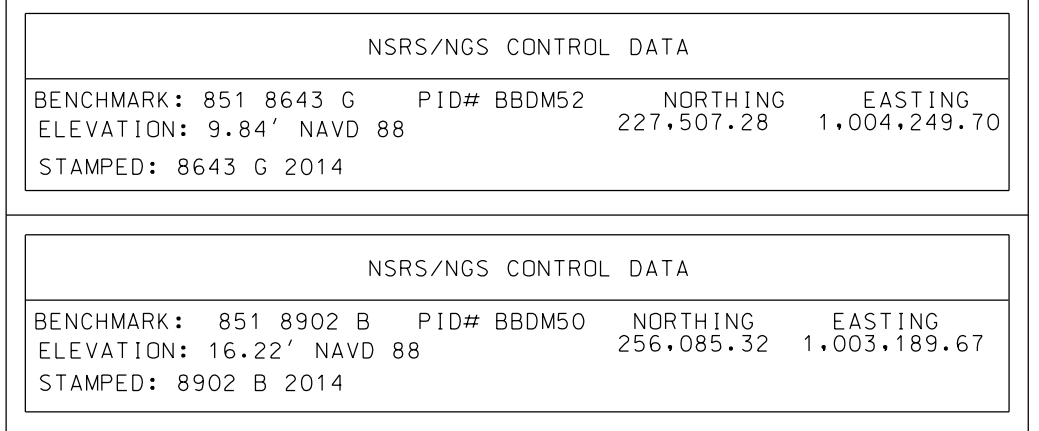 NSRS/NGS CONTROL DATA
BENCHMARK: 851 8643 G PID# BBDM52 NORTHING EASTING
ELEVATION: 9.84' NAVD 88 227,507.28 1,004,249.70
STAMPED: 8643 G 2014
NSRS/NGS CONTROL DATA
BENCHMARK: 851 8902 B PID# BBDM50 NORTHING EASTING
ELEVATION: 16.22' NAVD 88 256,085.32 1,003,189.67
STAMPED: 8902 B 2014